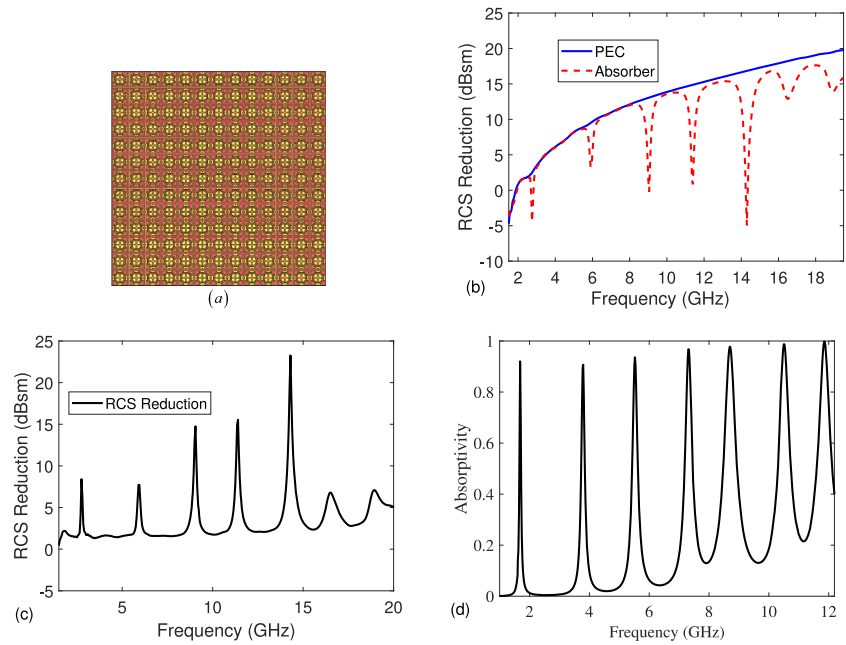 (a)
25
20
15
10
5
0
-5
-10
RCS Reduction (dBsm)
PEC
Absorber
2 4 6 8 10 12 14 16 18
Frequency (GHz)
(b)
25
20
15
10
5
0
-5
RCS Reduction (dBsm)
RCS Reduction
5 10 15 20
Frequency (GHz)
(c)
1
0.8
0.6
0.4
0.2
0
Absorptivity
2 4 6 8 10 12
Frequency (GHz)
(d)